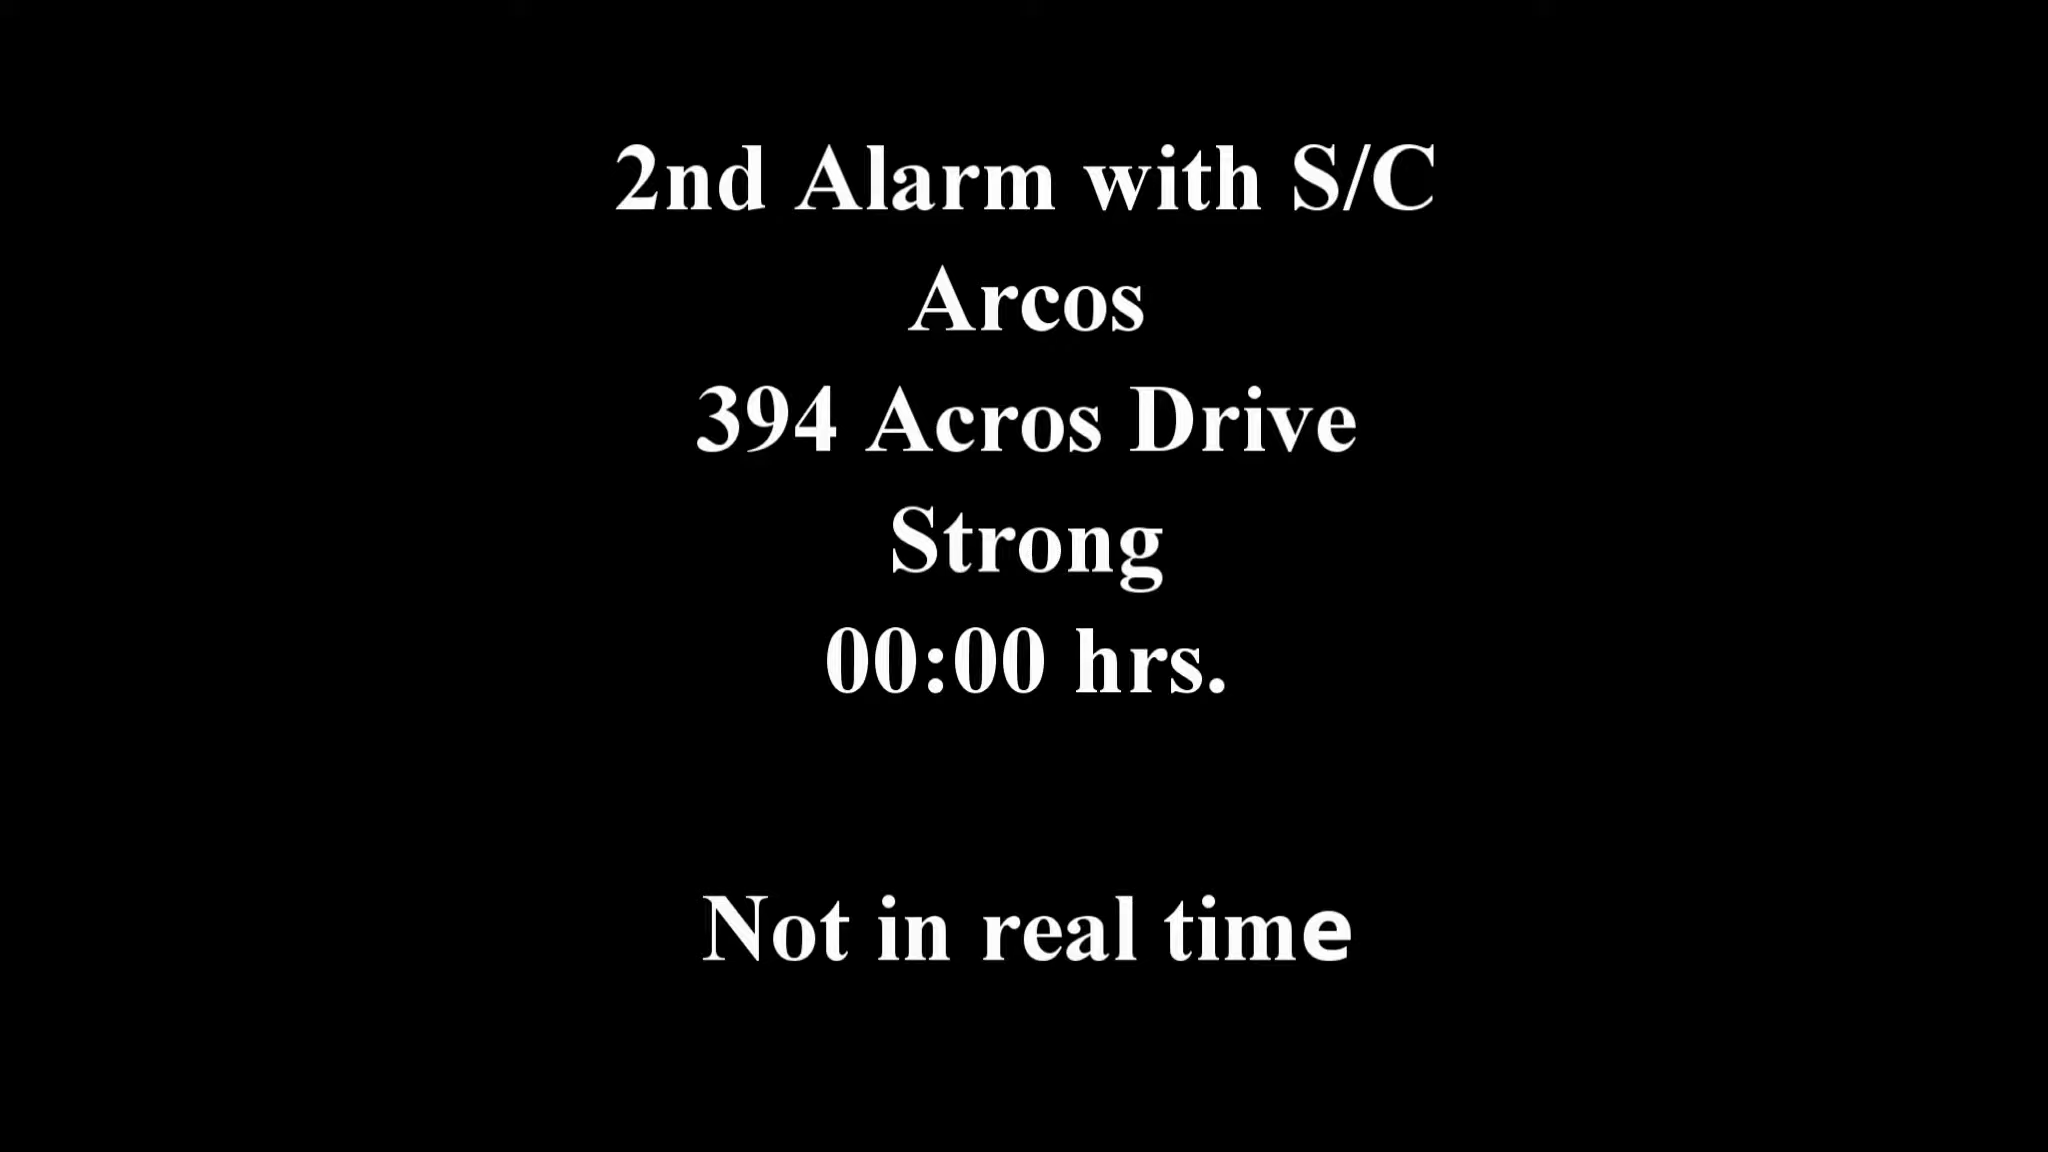 2nd Alarm with S/C
Arcos
394 Acros Drive
Strong
00:00 hrs.
Not in real time